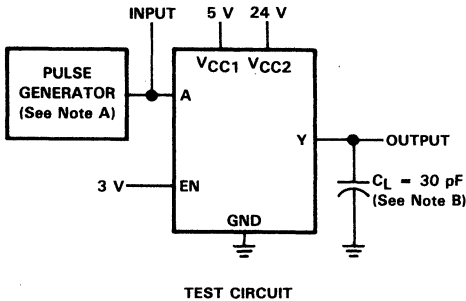 INPUT
5 V 24 V
PULSE
GENERATOR
(See Note A)
VCC1 VCC2
A
Y
OUTPUT
3 V
EN
CL = 30 pF
(See Note B)
GND
TEST CIRCUIT